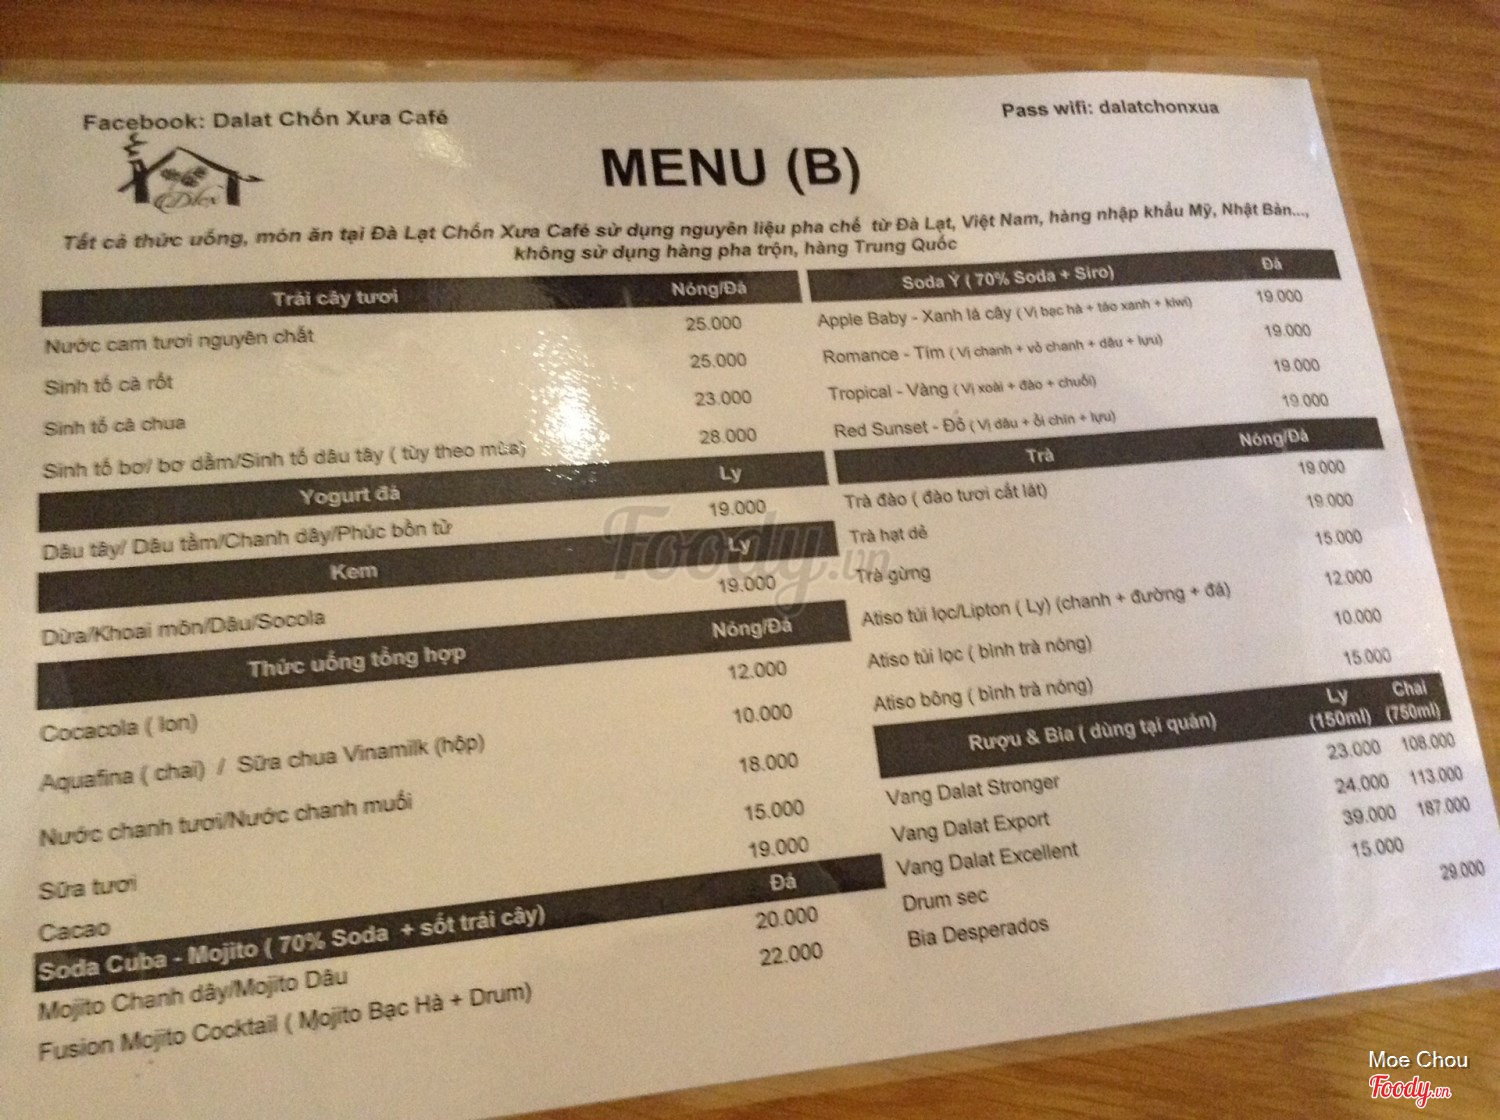 Facebook: Dalat Chốn Xưa Café
Pass wifi: dalatchonxua
MENU (B)
Tất cả thức uống, món ăn tại Đà Lạt Chốn Xưa Café sử dụng nguyên liệu pha chế từ Đà Lạt, Việt Nam, hàng nhập khẩu Mỹ, Nhật Bản...,
không sử dụng hàng pha trộn, hàng Trung Quốc
Trái cây tươi Nóng/Đá
Nước cam tươi nguyên chất 25.000
Sinh tố cà rốt 25.000
Sinh tố cà chua 23.000
Sinh tố bơ/ bơ dầm/Sinh tố dâu tây ( tùy theo mùa) 28.000
Yogurt đá Ly
Dâu tây/ Dâu tằm/Chanh dây/Phúc bồn tử 19.000
Kem Ly
Dừa/Khoai môn/Dâu/Socola 19.000
Thức uống tổng hợp Nóng/Đá
Cocacola ( lon) 12.000
Aquafina ( chai) / Sữa chua Vinamilk (hộp) 10.000
Nước chanh tươi/Nước chanh muối 18.000
Sữa tươi 15.000
Cacao 19.000
Soda Cuba - Mojito ( 70% Soda + sốt trái cây) Đá
Mojito Chanh dây/Mojito Dâu 20.000
Fusion Mojito Cocktail ( Mojito Bạc Hà + Drum) 22.000
Soda Ý ( 70% Soda + Siro) Đá
Apple Baby - Xanh lá cây ( Vị bạc hà + táo xanh + kiwi) 19.000
Romance - Tím ( Vị chanh + vỏ chanh + dâu + lựu) 19.000
Tropical - Vàng ( Vị xoài + đào + chuối) 19.000
Red Sunset - Đỏ ( Vị dâu + ổi chín + lựu) 19.000
Trà Nóng/Đá
Trà đào ( đào tươi cắt lát) 19.000
Trà hạt dẻ 19.000
Trà gừng 15.000
Atiso túi lọc/Lipton ( Ly) (chanh + đường + đá) 12.000
Atiso túi lọc ( bình trà nóng) 10.000
Atiso bông ( bình trà nóng) 15.000
Rượu & Bia ( dùng tại quán) Ly (150ml) Chai (750ml)
Vang Dalat Stronger 23.000 108.000
Vang Dalat Export 24.000 113.000
Vang Dalat Excellent 39.000 187.000
Drum sec 15.000
Bia Desperados 29.000
Foody.vn
Moe Chou
Foody.vn